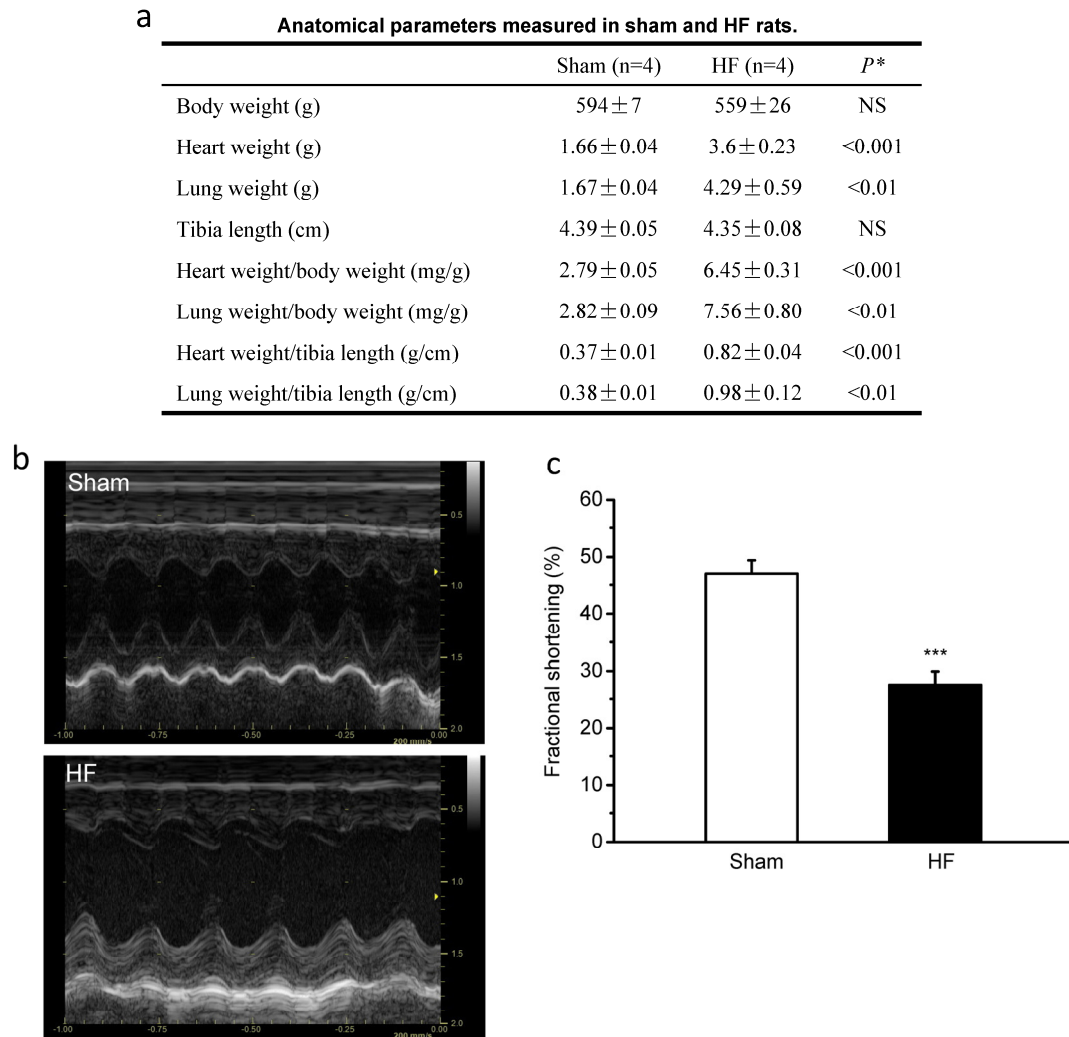 a
Anatomical parameters measured in sham and HF rats.
Sham (n=4) HF (n=4) P*
Body weight (g) 594±7 559±26 NS
Heart weight (g) 1.66±0.04 3.6±0.23 <0.001
Lung weight (g) 1.67±0.04 4.29±0.59 <0.01
Tibia length (cm) 4.39±0.05 4.35±0.08 NS
Heart weight/body weight (mg/g) 2.79±0.05 6.45±0.31 <0.001
Lung weight/body weight (mg/g) 2.82±0.09 7.56±0.80 <0.01
Heart weight/tibia length (g/cm) 0.37±0.01 0.82±0.04 <0.001
Lung weight/tibia length (g/cm) 0.38±0.01 0.98±0.12 <0.01
b
Sham
0.5
1.0
1.5
2.0
-1.00 -0.75 -0.50 -0.25 0.00
200 mm/s
HF
0.5
1.0
1.5
2.0
-1.00 -0.75 -0.50 -0.25 0.00
200 mm/s
c
Fractional shortening (%)
60
50
40
30
20
10
0
***
Sham HF